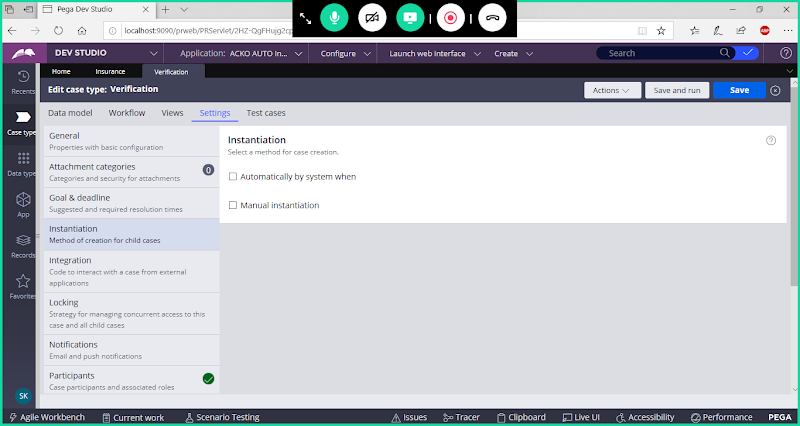 Pega Dev Studio
localhost:9090/prweb/PRServlet/2HZ-QgFHujg2cp
DEV STUDIO
Application: ACKO AUTO In...
Configure
Launch web interface
Create
Search
Home
Insurance
Verification
Recents
Edit case type: Verification
Actions
Save and run
Save
Case type
Data model
Workflow
Views
Settings
Test cases
General
Properties with basic configuration
Attachment categories
0
Categories and security for attachments
Goal & deadline
Suggested and required resolution times
Instantiation
Method of creation for child cases
Integration
Code to interact with a case from external
applications
Locking
Strategy for managing concurrent access to this
case and all child cases
Notifications
Email and push notifications
Participants
Case participants and associated roles
Instantiation
Select a method for case creation.
Automatically by system when
Manual instantiation
Data type
App
Records
Favorites
SK
Agile Workbench
Current work
Scenario Testing
Issues
Tracer
Clipboard
Live UI
Accessibility
Performance
PEGA